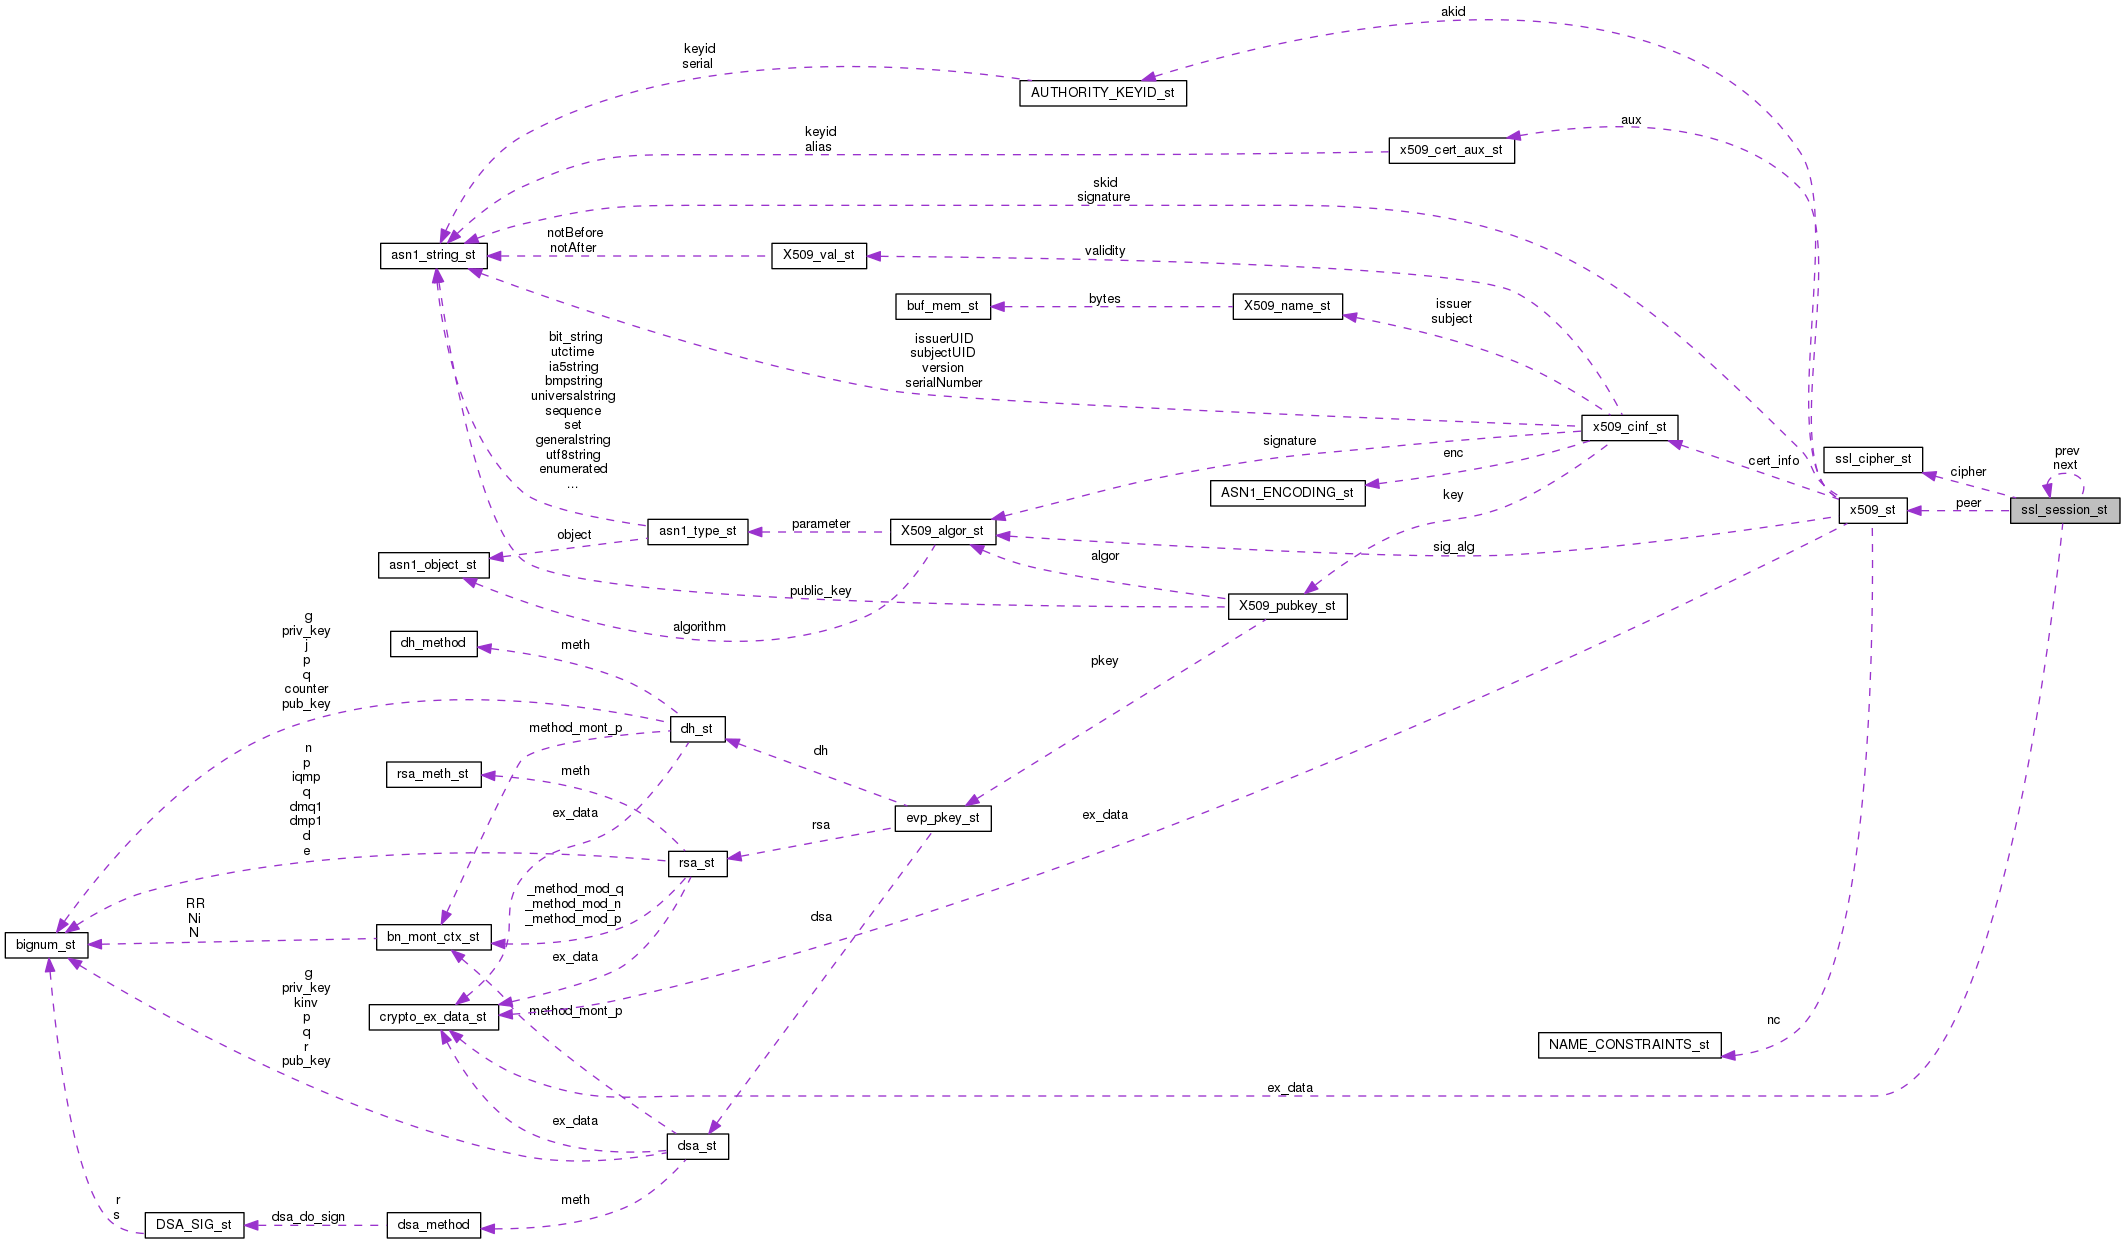 akid
keyid
serial
AUTHORITY_KEYID_st
aux
keyid
alias
x509_cert_aux_st
skid
signature
notBefore
notAfter
asn1_string_st
X509_val_st
validity
buf_mem_st
bytes
X509_name_st
issuer
subject
bit_string
utctime
ia5string
bmpstring
universalstring
sequence
set
generalstring
utf8string
enumerated
...
issuerUID
subjectUID
version
serialNumber
x509_cinf_st
signature
enc
ASN1_ENCODING_st
key
cert_info
ssl_cipher_st
cipher
prev
next
peer
ssl_session_st
x509_st
asn1_type_st
parameter
X509_algor_st
object
asn1_object_st
sig_alg
algor
public_key
X509_pubkey_st
algorithm
g
priv_key
j
p
q
counter
pub_key
dh_method
meth
pkey
method_mont_p
dh_st
dh
n
p
iqmp
q
dmq1
dmp1
d
e
rsa_meth_st
meth
ex_data
evp_pkey_st
rsa
rsa_st
ex_data
_method_mod_q
_method_mod_n
_method_mod_p
dsa
RR
Ni
N
bignum_st
bn_mont_ctx_st
ex_data
g
priv_key
kinv
p
q
r
pub_key
crypto_ex_data_st
method_mont_p
nc
NAME_CONSTRAINTS_st
ex_data
ex_data
dsa_st
r
s
DSA_SIG_st
dsa_do_sign
dsa_method
meth